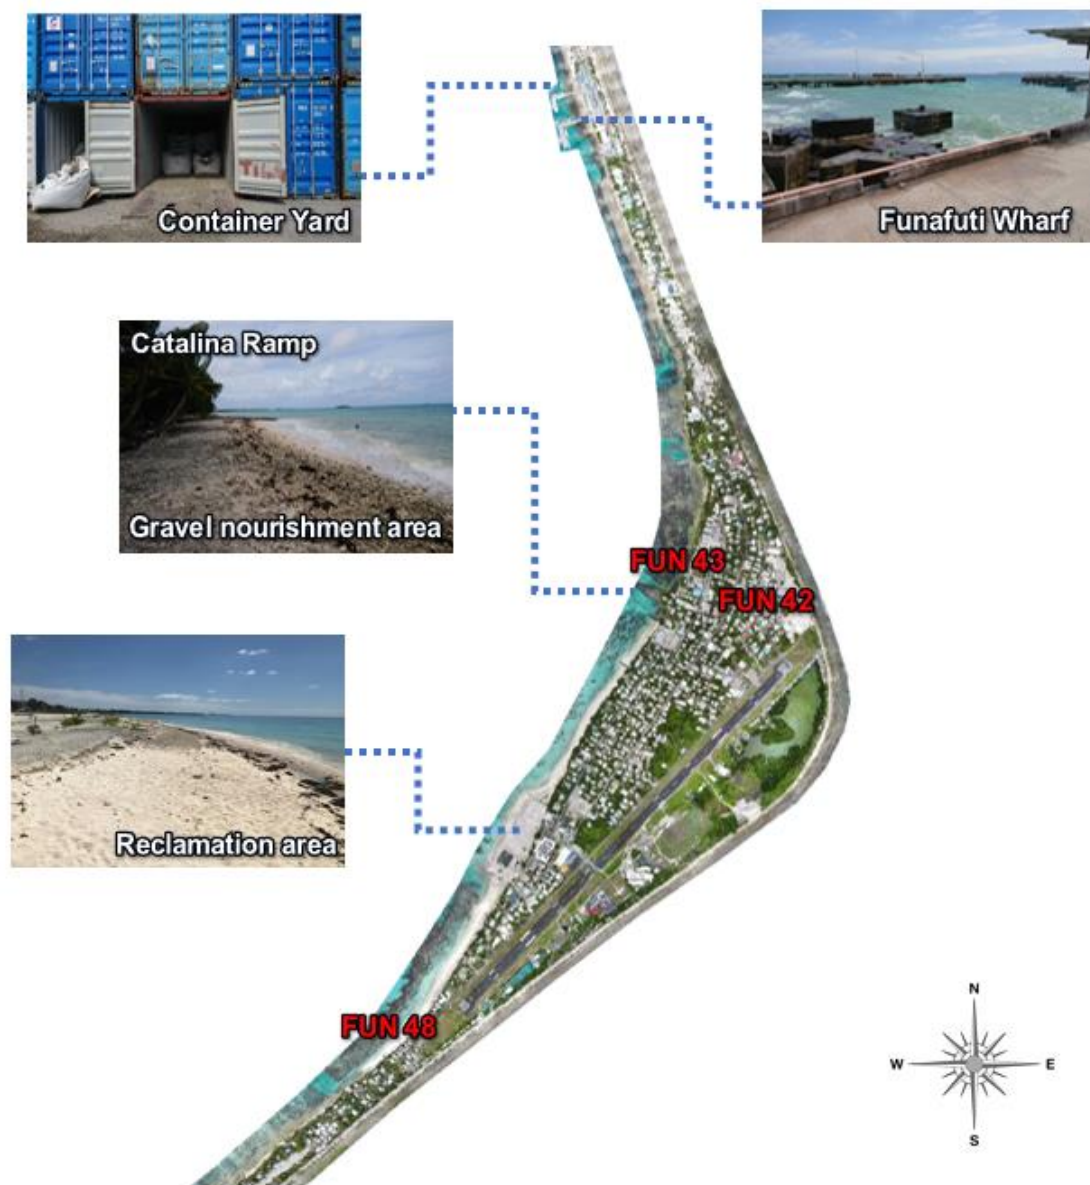 Container Yard
Funafuti Wharf
Catalina Ramp
Gravel nourishment area
FUN 43
FUN 42
Reclamation area
FUN 48
N
W
E
S